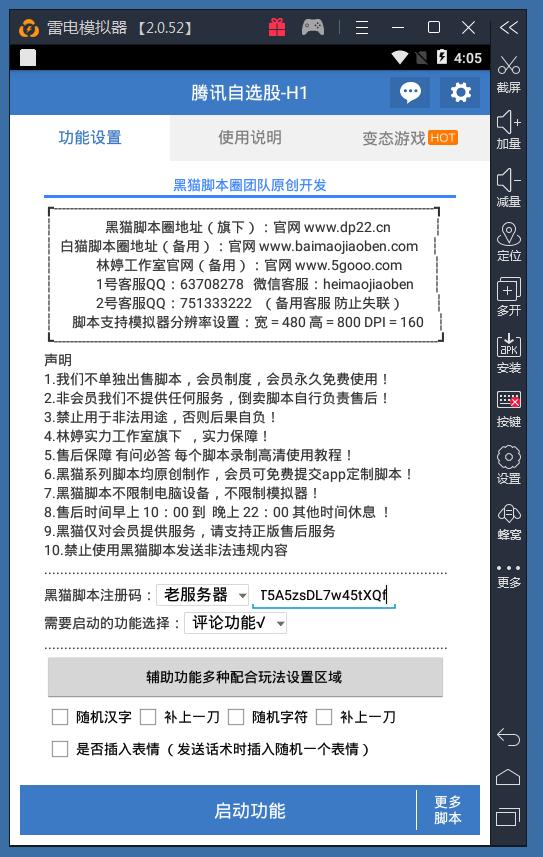 雷电模拟器 【2.0.52】
4:05
腾讯自选股-H1
功能设置
使用说明
变态游戏 HOT
黑猫脚本圈团队原创开发
黑猫脚本圈地址（旗下）：官网 www.dp22.cn
白猫脚本圈地址（备用）：官网 www.baimaojiaoben.com
林婷工作室官网（备用）：官网 www.5gooo.com
1号客服QQ：63708278 微信客服：heimaojiaoben
2号客服QQ：751333222 （备用客服 防止失联）
脚本支持模拟器分辨率设置：宽 = 480 高 = 800 DPI = 160
声明
1.我们不单独出售脚本，会员制度，会员永久免费使用！
2.非会员我们不提供任何服务，倒卖脚本自行负责售后！
3.禁止用于非法用途，否则后果自负！
4.林婷实力工作室旗下 ，实力保障！
5.售后保障 有问必答 每个脚本录制高清使用教程！
6.黑猫系列脚本均原创制作，会员可免费提交app定制脚本！
7.黑猫脚本不限制电脑设备，不限制模拟器！
8.售后时间早上 10：00 到 晚上 22：00 其他时间休息 ！
9.黑猫仅对会员提供服务，请支持正版售后服务
10.禁止使用黑猫脚本发送非法违规内容
黑猫脚本注册码： 老服务器 T5A5zsDL7w45tXQf
需要启动的功能选择： 评论功能√
辅助功能多种配合玩法设置区域
随机汉字 补上一刀 随机字符 补上一刀
是否插入表情（发送话术时插入随机一个表情）
启动功能
更多
脚本
截屏
加量
减量
定位
多开
APK
安装
按键
设置
蜂窝
更多